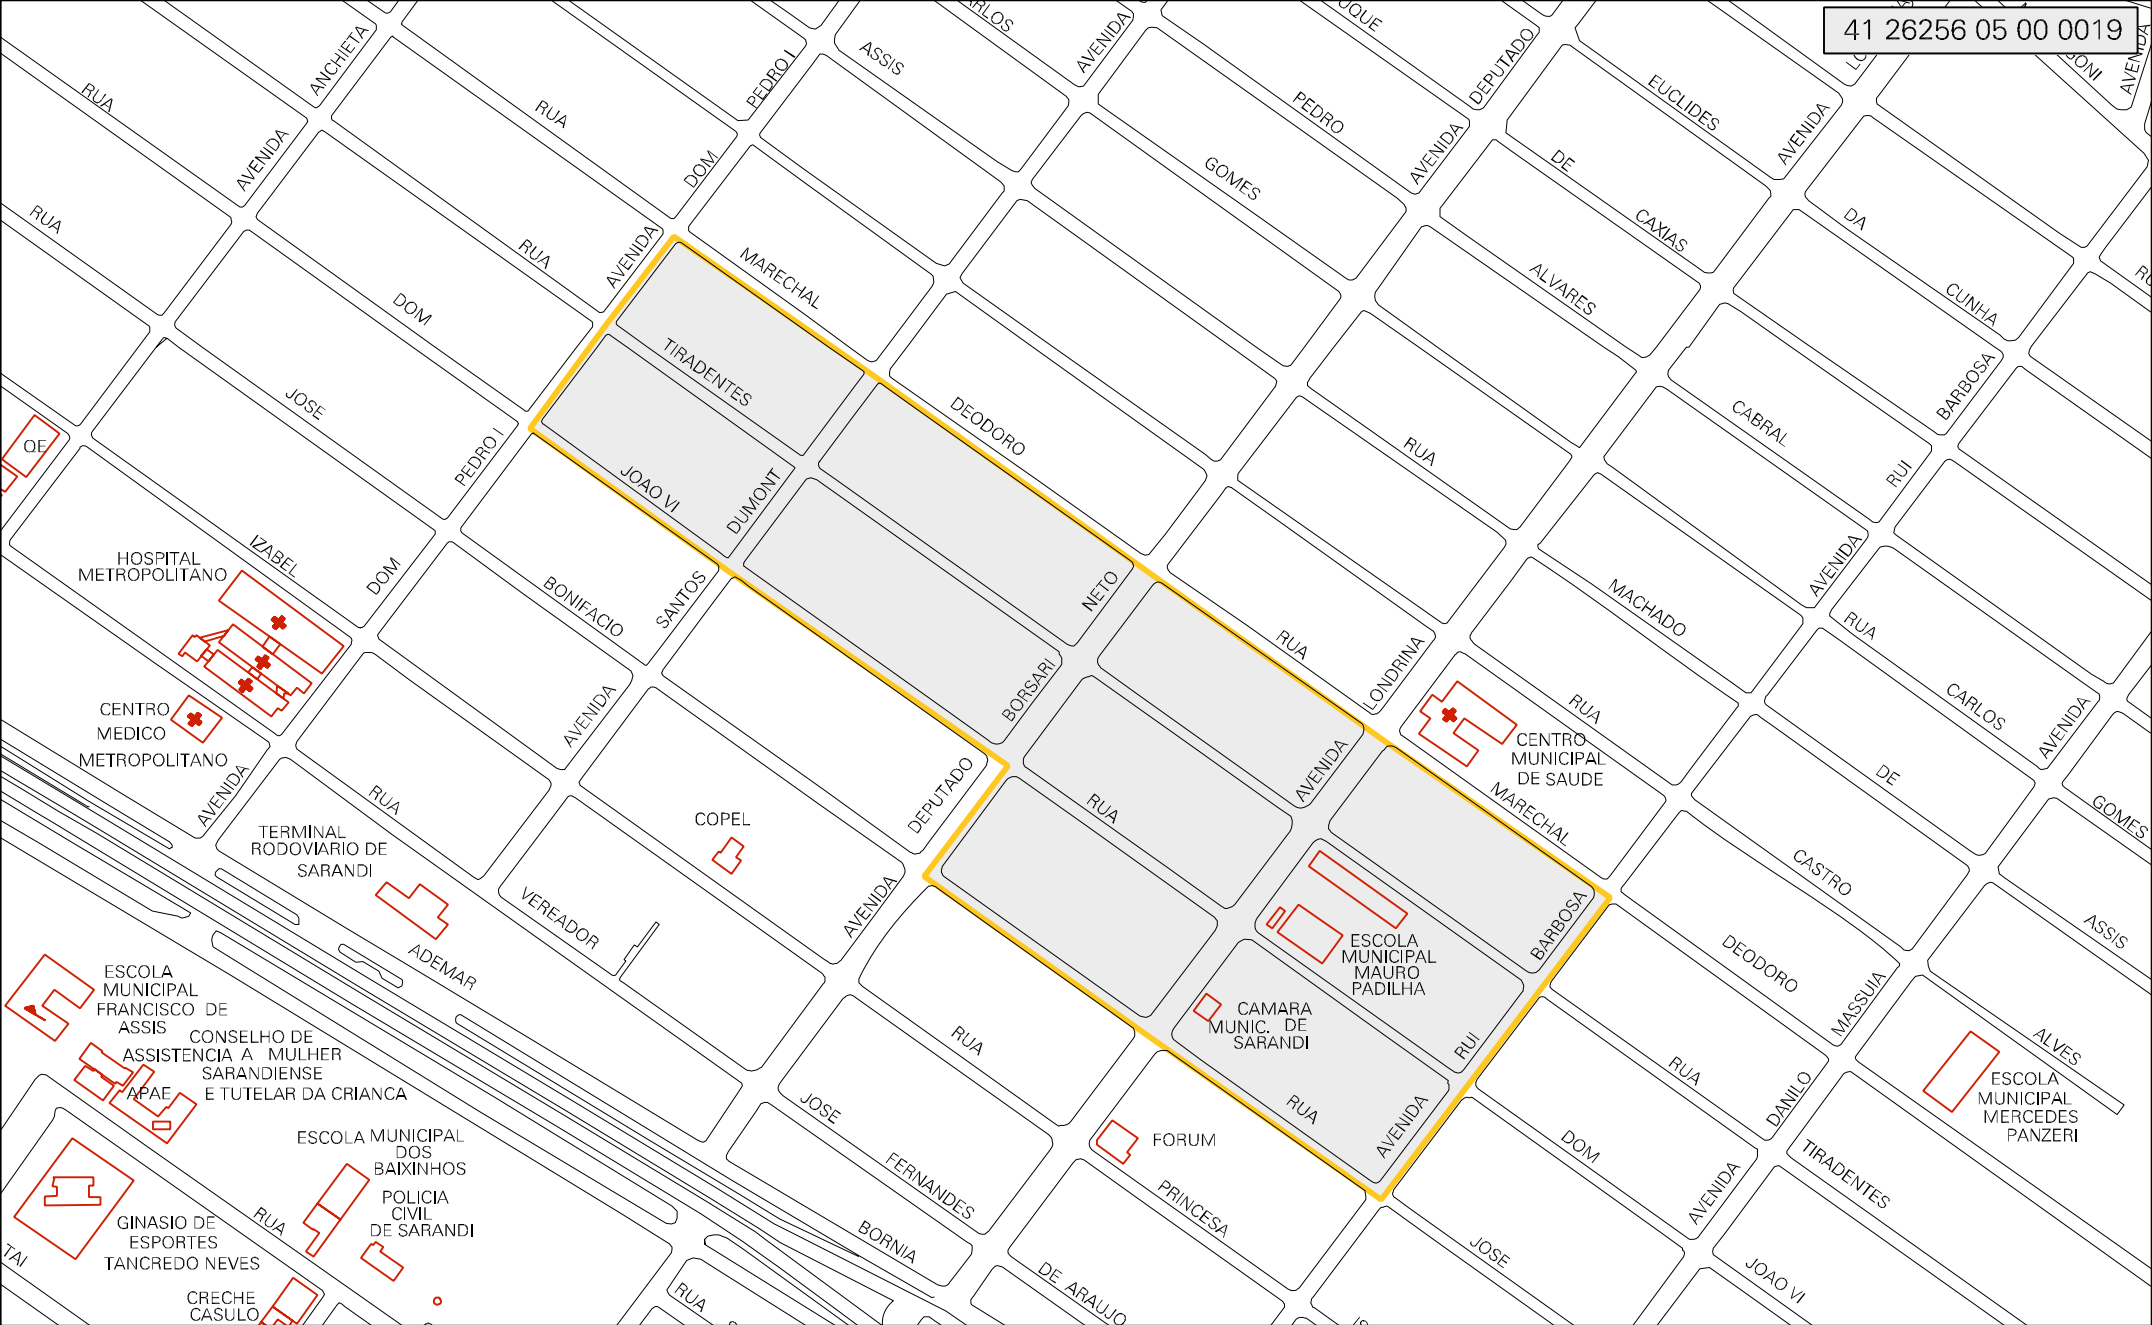 41 26256 05 00 0019
ANCHIETA
PEDRO I
ASSIS
AVENIDA
DEPUTADO
AVENIDA
RUA
RUA
PEDRO
EUCLIDES
AVENIDA
AVENIDA
DOM
GOMES
AVENIDA
DE
CAXIAS
DA
CUNHA
RUA
RUA
AVENIDA
MARECHAL
ALVARES
DOM
TIRADENTES
DEODORO
RUA
CABRAL
BARBOSA
JOSE
PEDRO I
JOAO VI
DUMONT
RUI
QE
IZABEL
DOM
BONIFACIO
SANTOS
NETO
RUA
MACHADO
AVENIDA
RUA
HOSPITAL
METROPOLITANO
AVENIDA
BORSARI
LONDRINA
RUA
CARLOS
AVENIDA
CENTRO
MEDICO
METROPOLITANO
AVENIDA
RUA
DEPUTADO
RUA
AVENIDA
CENTRO
MUNICIPAL
DE SAUDE
MARECHAL
DE
GOMES
TERMINAL
RODOVIARIO DE
SARANDI
COPEL
CASTRO
ASSIS
VEREADOR
AVENIDA
ADEMAR
ESCOLA
MUNICIPAL
MAURO
PADILHA
BARBOSA
DEODORO
MASSUIA
ALVES
ESCOLA
MUNICIPAL
FRANCISCO DE
ASSIS
CAMARA
MUNIC. DE
SARANDI
RUI
RUA
RUA
DANILO
CONSELHO DE
ASSISTENCIA A MULHER
SARANDIENSE
E TUTELAR DA CRIANCA
APAE
JOSE
RUA
AVENIDA
DOM
TIRADENTES
ESCOLA
MUNICIPAL
MERCEDES
PANZERI
ESCOLA MUNICIPAL
DOS
BAIXINHOS
FORUM
FERNANDES
PRINCESA
AVENIDA
POLICIA
CIVIL
DE SARANDI
RUA
GINASIO DE
ESPORTES
TANCREDO NEVES
BORNIA
JOSE
JOAO VI
TAI
CRECHE
CASULO
RUA
DE ARAUJO